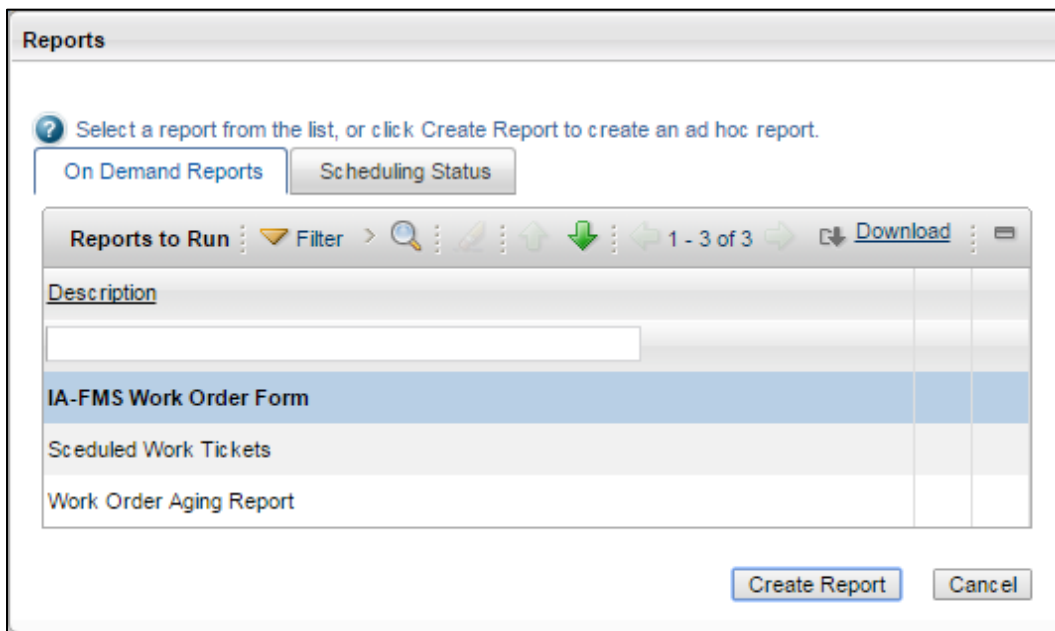 Reports
Select a report from the list, or click Create Report to create an ad hoc report.
On Demand Reports Scheduling Status
Reports to Run Filter > 1 - 3 of 3 Download
Description
IA-FMS Work Order Form
Sceduled Work Tickets
Work Order Aging Report
Create Report Cancel